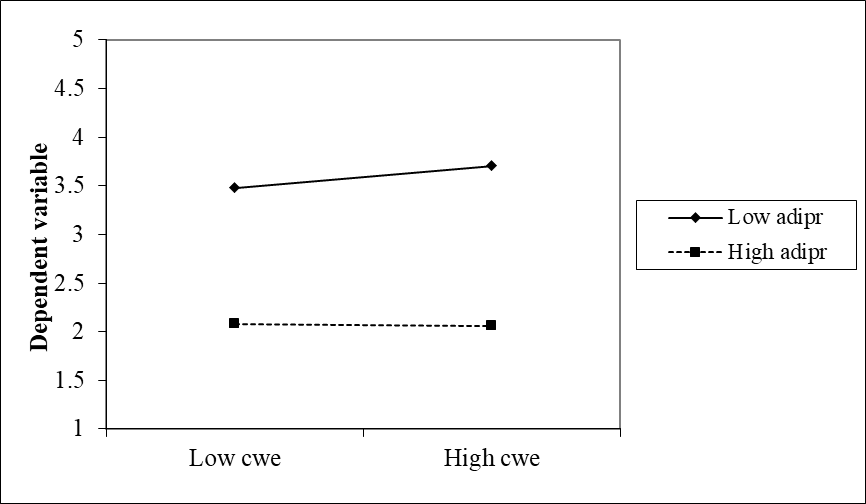 Dependent variable
5
4.5
4
3.5
3
2.5
2
1.5
1
Low cwe
High cwe
Low adipr
High adipr